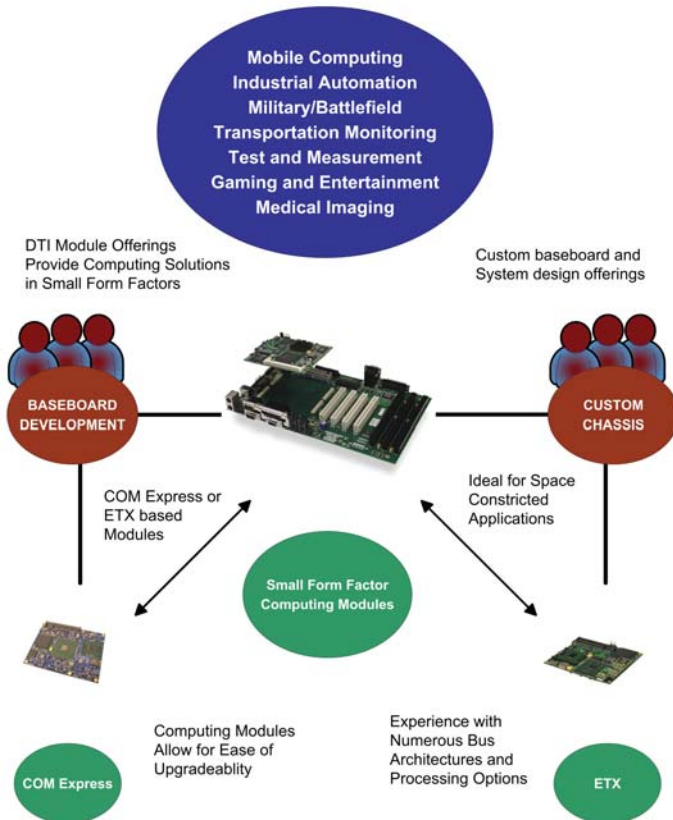 Mobile Computing
Industrial Automation
Military/Battlefield
Transportation Monitoring
Test and Measurement
Gaming and Entertainment
Medical Imaging
DTI Module Offerings
Provide Computing Solutions
in Small Form Factors
Custom baseboard and
System design offerings
BASEBOARD
DEVELOPMENT
CUSTOM
CHASSIS
COM Express or
ETX based
Modules
Ideal for Space
Constricted
Applications
Small Form Factor
Computing Modules
Computing Modules
Allow for Ease of
Upgradeablity
Experience with
Numerous Bus
Architectures and
Processing Options
COM Express
ETX